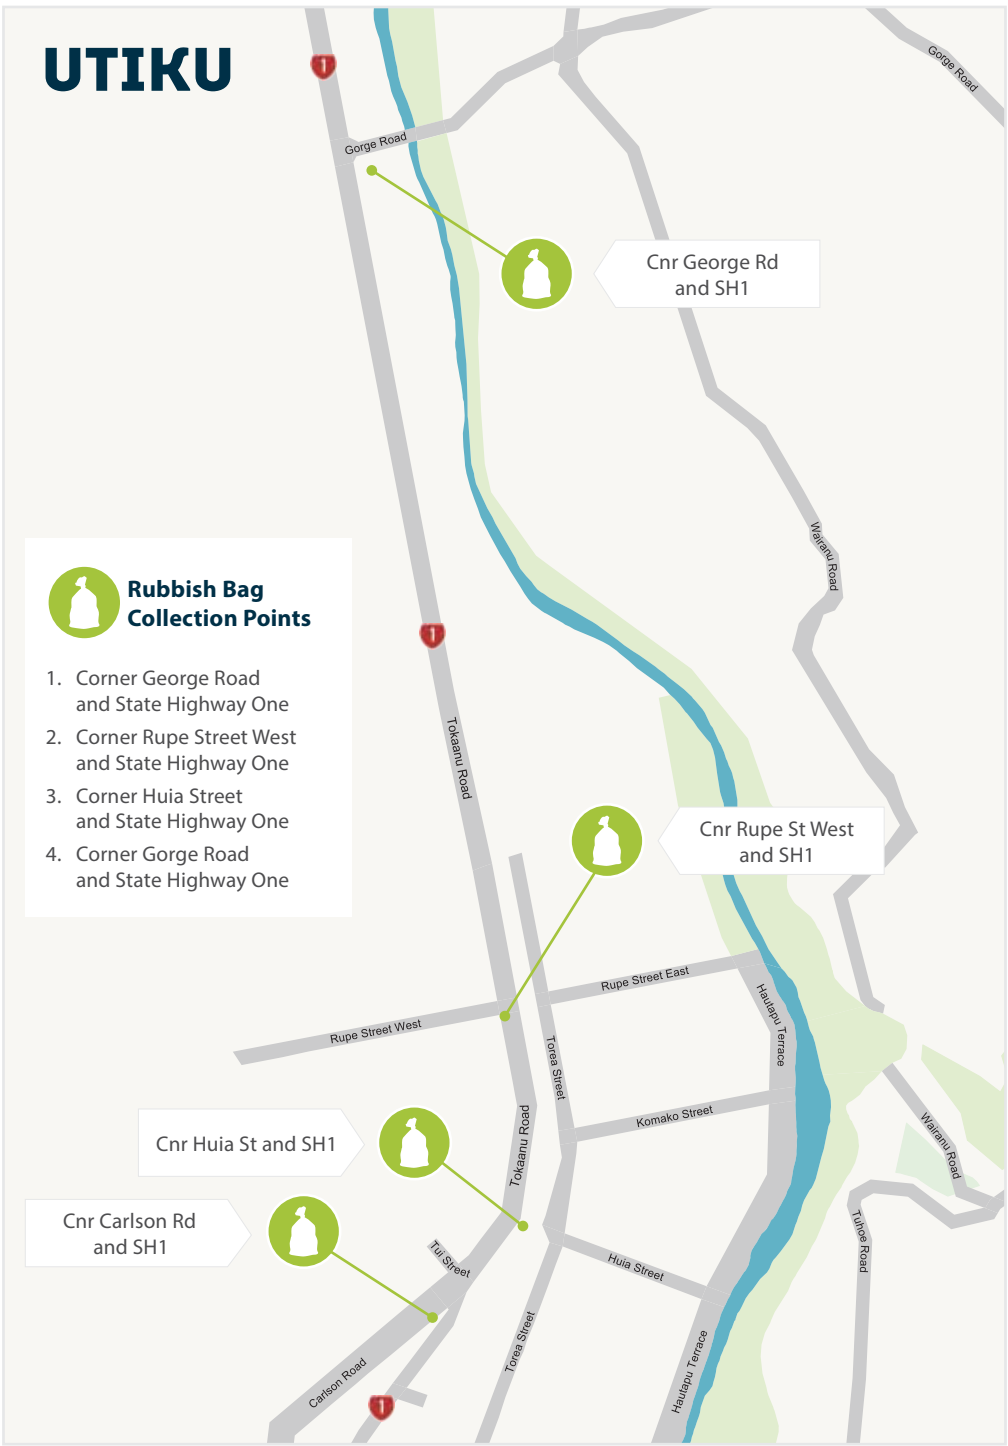 UTIKU
1
Gorge Road
Gorge Road
Cnr George Rd
and SH1
Wairanu Road
Rubbish Bag
Collection Points
1. Corner George Road
and State Highway One
2. Corner Rupe Street West
and State Highway One
3. Corner Huia Street
and State Highway One
4. Corner Gorge Road
and State Highway One
1
Tokaanu Road
Cnr Rupe St West
and SH1
Rupe Street East
Hautapu Terrace
Rupe Street West
Torea Street
Komako Street
Tokaanu Road
Wairanu Road
Cnr Huia St and SH1
Cnr Carlson Rd
and SH1
Tui Street
Huia Street
Tuhoe Road
Torea Street
Hautapu Terrace
Carlson Road
1